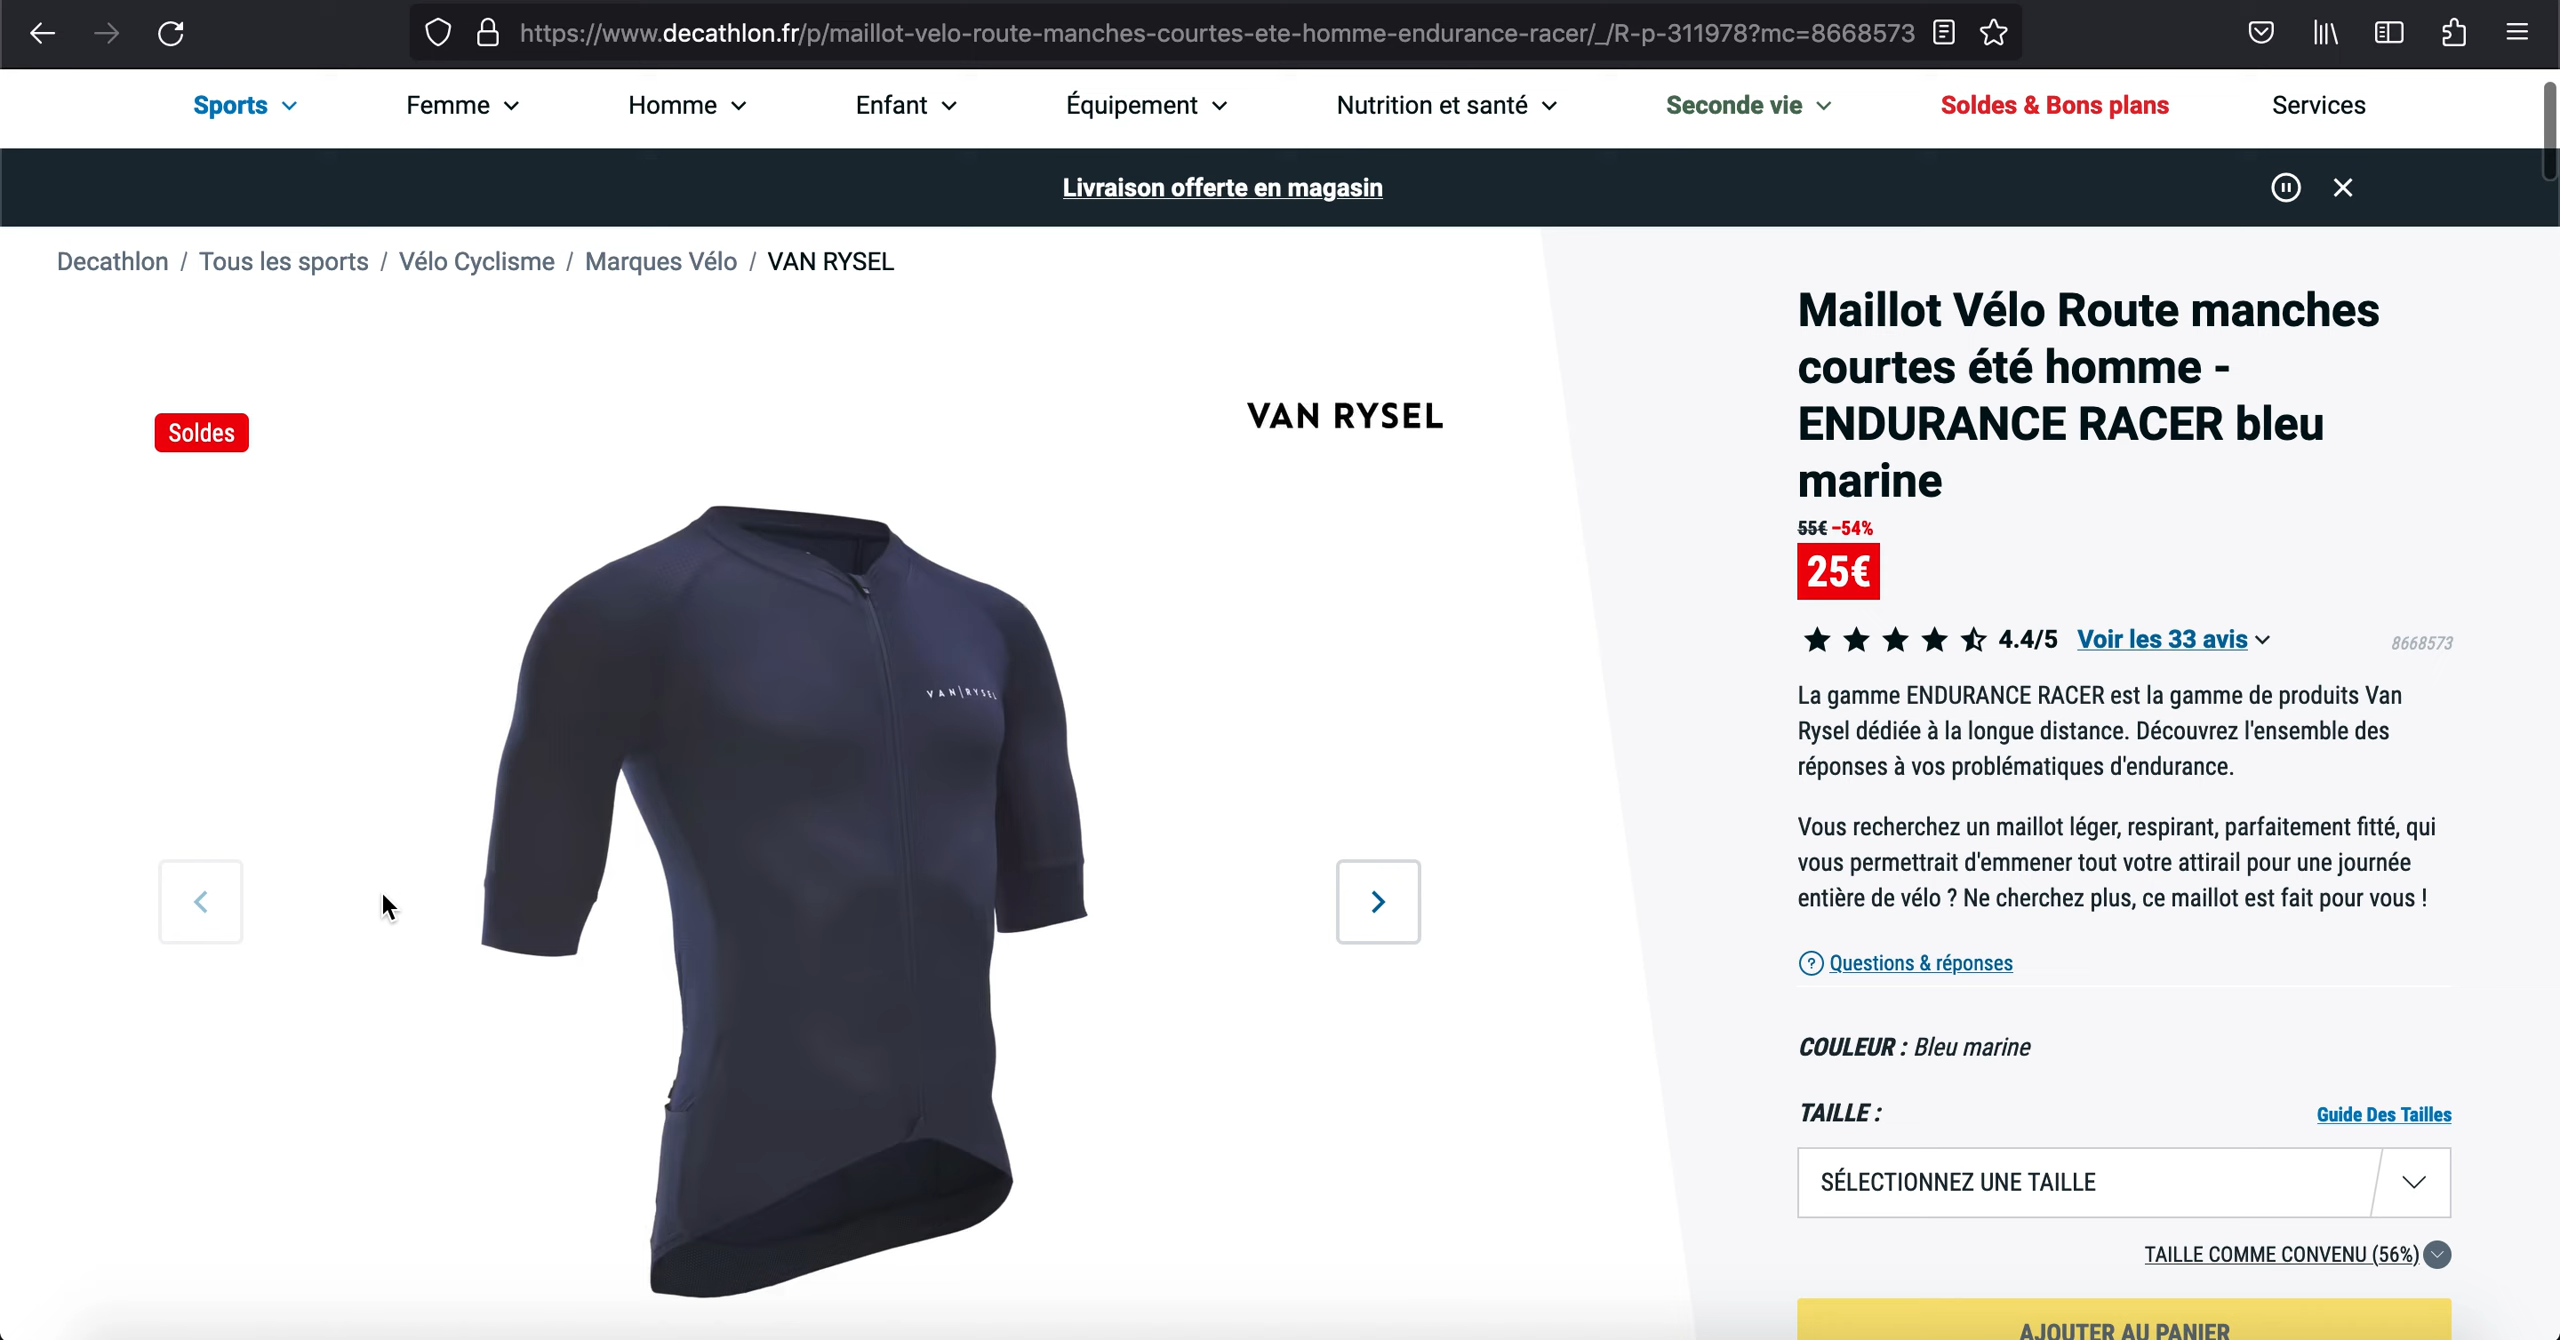 https://www.decathlon.fr/p/maillot-velo-route-manches-courtes-ete-homme-endurance-racer/_/R-p-311978?mc=8668573
Sports Femme Homme Enfant Équipement Nutrition et santé Seconde vie Soldes & Bons plans Services
Livraison offerte en magasin
Decathlon / Tous les sports / Vélo Cyclisme / Marques Vélo / VAN RYSEL
Soldes
VAN RYSEL
VAN|RYSEL
Maillot Vélo Route manches
courtes été homme -
ENDURANCE RACER bleu
marine
55€ -54%
25€
4.4/5 Voir les 33 avis 8668573
La gamme ENDURANCE RACER est la gamme de produits Van
Rysel dédiée à la longue distance. Découvrez l'ensemble des
réponses à vos problématiques d'endurance.
Vous recherchez un maillot léger, respirant, parfaitement fitté, qui
vous permettrait d'emmener tout votre attirail pour une journée
entière de vélo ? Ne cherchez plus, ce maillot est fait pour vous !
? Questions & réponses
COULEUR : Bleu marine
TAILLE : Guide Des Tailles
SÉLECTIONNEZ UNE TAILLE
TAILLE COMME CONVENU (56%)
AJOUTER AU PANIER